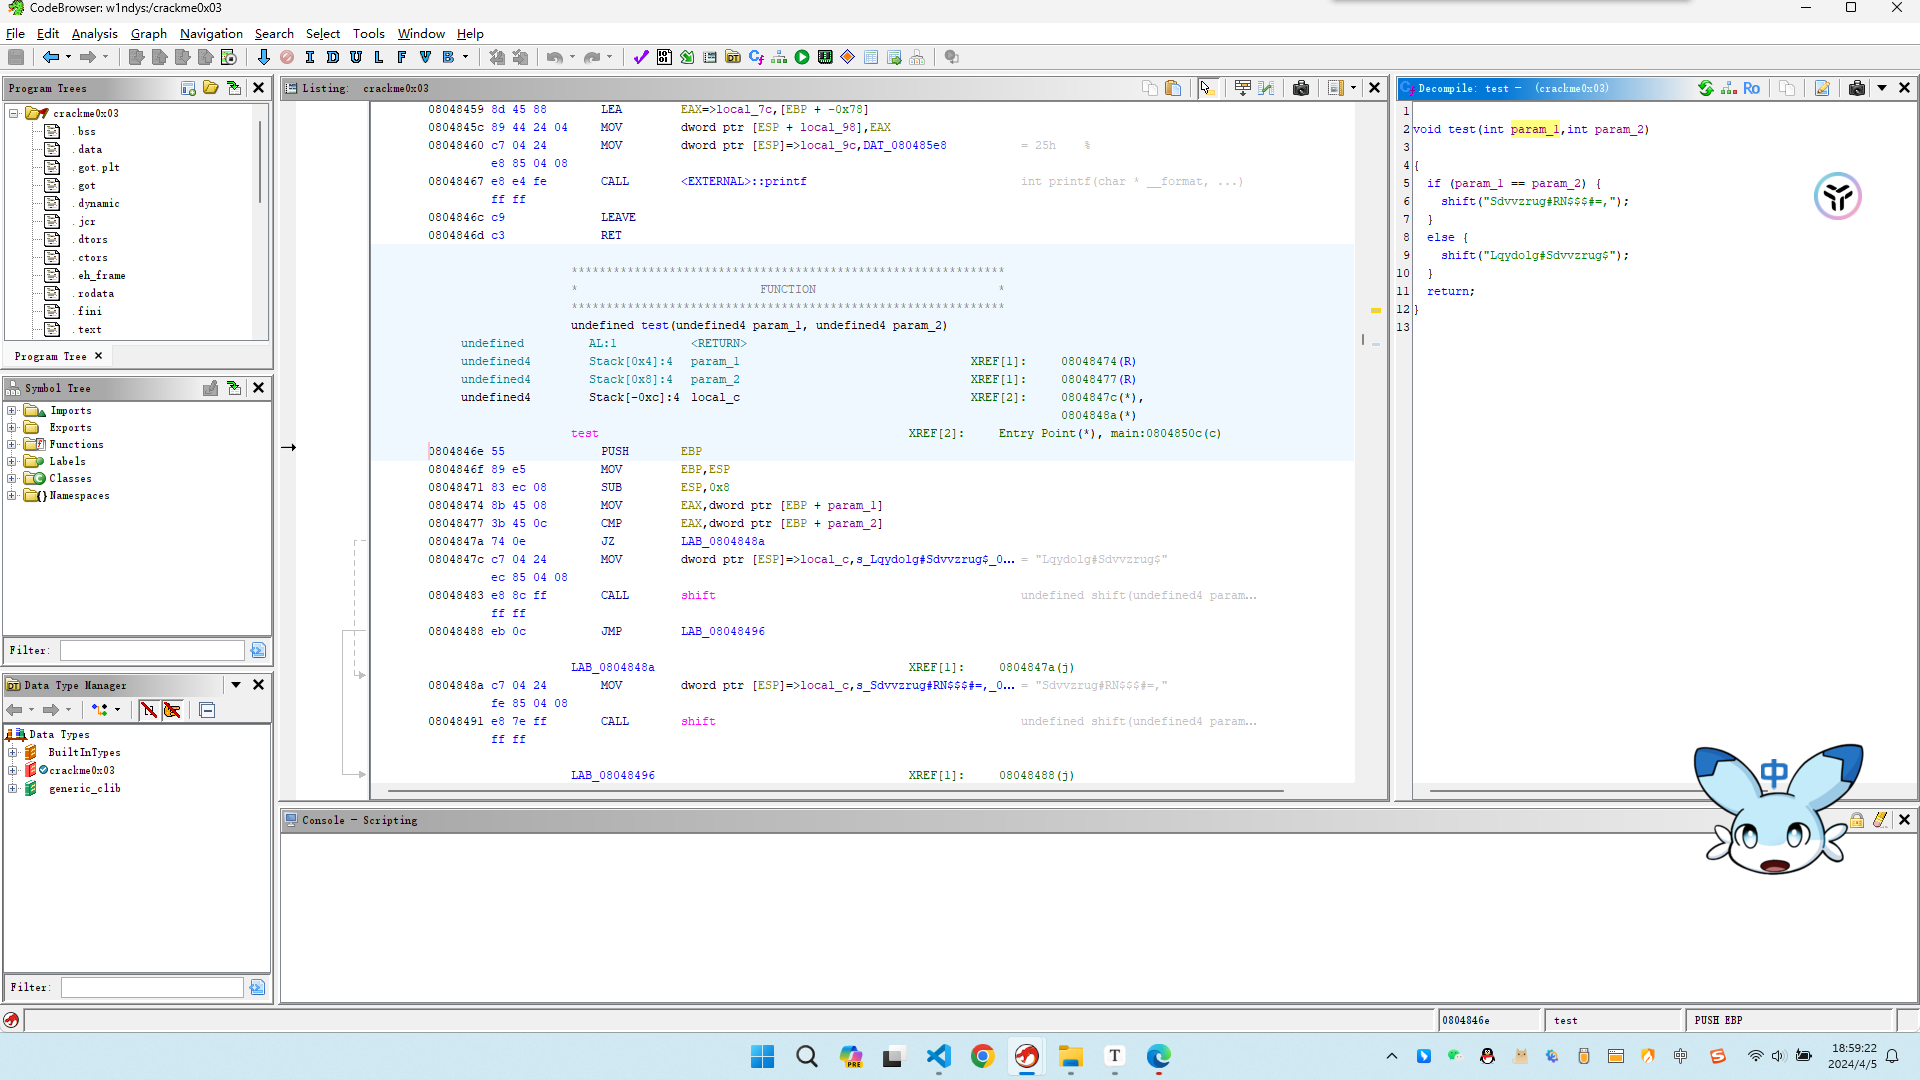 CodeBrowser: w1ndys:/crackme0x03
File Edit Analysis Graph Navigation Search Select Tools Window Help
I D U L F V B
Program Trees
crackme0x03
.bss
.data
.got.plt
.got
.dynamic
.jcr
.dtors
.ctors
.eh_frame
.rodata
.fini
.text
Program Tree
Symbol Tree
Imports
Exports
Functions
Labels
Classes
Namespaces
Filter:
Data Type Manager
Data Types
BuiltInTypes
crackme0x03
generic_clib
Filter:
Listing: crackme0x03
08048459 8d 45 88 LEA EAX=>local_7c,[EBP + -0x78]
0804845c 89 44 24 04 MOV dword ptr [ESP + local_98],EAX
08048460 c7 04 24 MOV dword ptr [ESP]=>local_9c,DAT_080485e8 = 25h %
e8 85 04 08
08048467 e8 e4 fe CALL <EXTERNAL>::printf int printf(char * __format, ...)
ff ff
0804846c c9 LEAVE
0804846d c3 RET
**************************************************************
* FUNCTION *
**************************************************************
undefined test(undefined4 param_1, undefined4 param_2)
undefined AL:1 <RETURN>
undefined4 Stack[0x4]:4 param_1 XREF[1]: 08048474(R)
undefined4 Stack[0x8]:4 param_2 XREF[1]: 08048477(R)
undefined4 Stack[-0xc]:4 local_c XREF[2]: 0804847c(*),
0804848a(*)
test XREF[2]: Entry Point(*), main:0804850c(c)
0804846e 55 PUSH EBP
0804846f 89 e5 MOV EBP,ESP
08048471 83 ec 08 SUB ESP,0x8
08048474 8b 45 08 MOV EAX,dword ptr [EBP + param_1]
08048477 3b 45 0c CMP EAX,dword ptr [EBP + param_2]
0804847a 74 0e JZ LAB_0804848a
0804847c c7 04 24 MOV dword ptr [ESP]=>local_c,s_Lqydolg#Sdvvzrug$_0... = "Lqydolg#Sdvvzrug$"
ec 85 04 08
08048483 e8 8c ff CALL shift undefined shift(undefined4 param...
ff ff
08048488 eb 0c JMP LAB_08048496
LAB_0804848a XREF[1]: 0804847a(j)
0804848a c7 04 24 MOV dword ptr [ESP]=>local_c,s_Sdvvzrug#RN$$$#=,_0... = "Sdvvzrug#RN$$$#=,"
fe 85 04 08
08048491 e8 7e ff CALL shift undefined shift(undefined4 param...
ff ff
LAB_08048496 XREF[1]: 08048488(j)
Decompile: test - (crackme0x03)
Ro
1
2 void test(int param_1,int param_2)
3
4 {
5 if (param_1 == param_2) {
6 shift("Sdvvzrug#RN$$$#=,");
7 }
8 else {
9 shift("Lqydolg#Sdvvzrug$");
10 }
11 return;
12 }
13
中
Console - Scripting
0804846e test PUSH EBP
PRE
T
中
18:59:22
2024/4/5